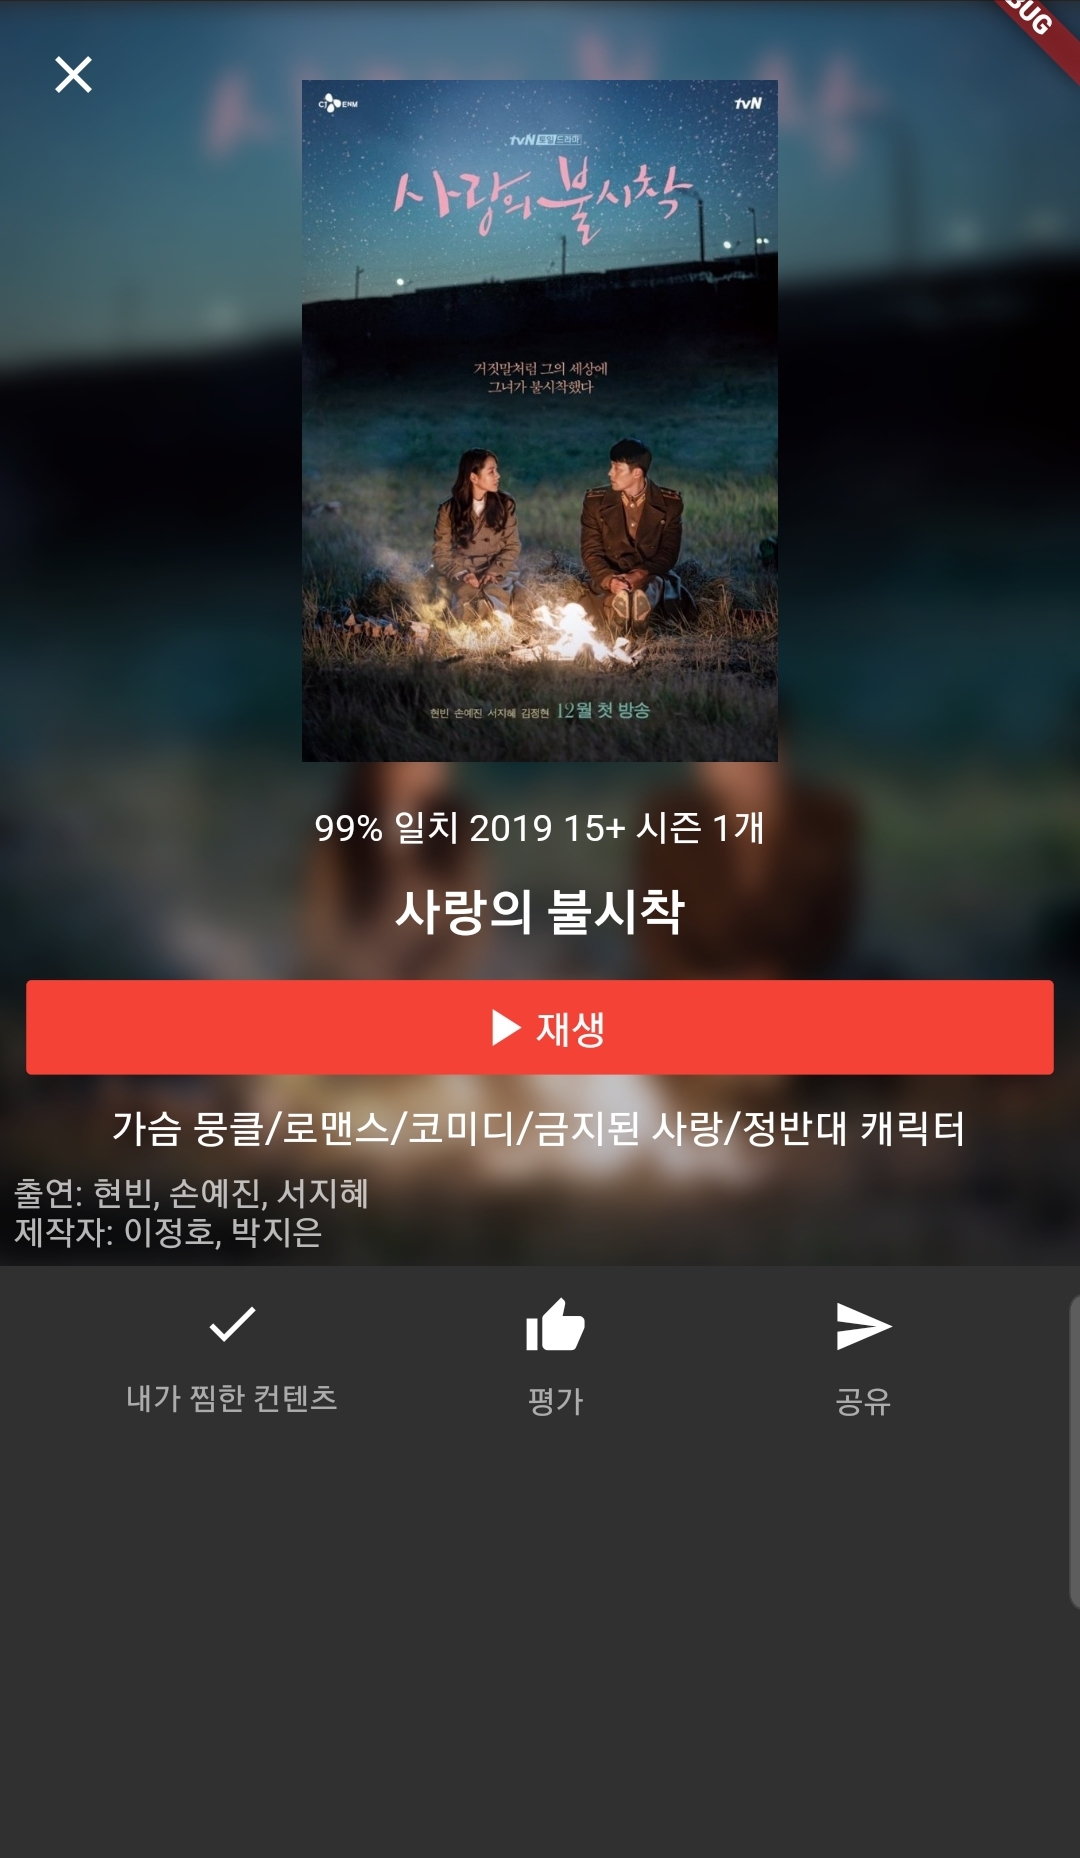 BUG
CJ ENM
tvN
tvN 토일드라마
사랑의 불시착
거짓말처럼 그의 세상에
그녀가 불시착했다
현빈 손예진 서지혜 김정현 12월 첫 방송
99% 일치 2019 15+ 시즌 1개
사랑의 불시착
재생
가슴 뭉클/로맨스/코미디/금지된 사랑/정반대 캐릭터
출연: 현빈, 손예진, 서지혜
제작자: 이정호, 박지은
내가 찜한 컨텐츠
평가
공유